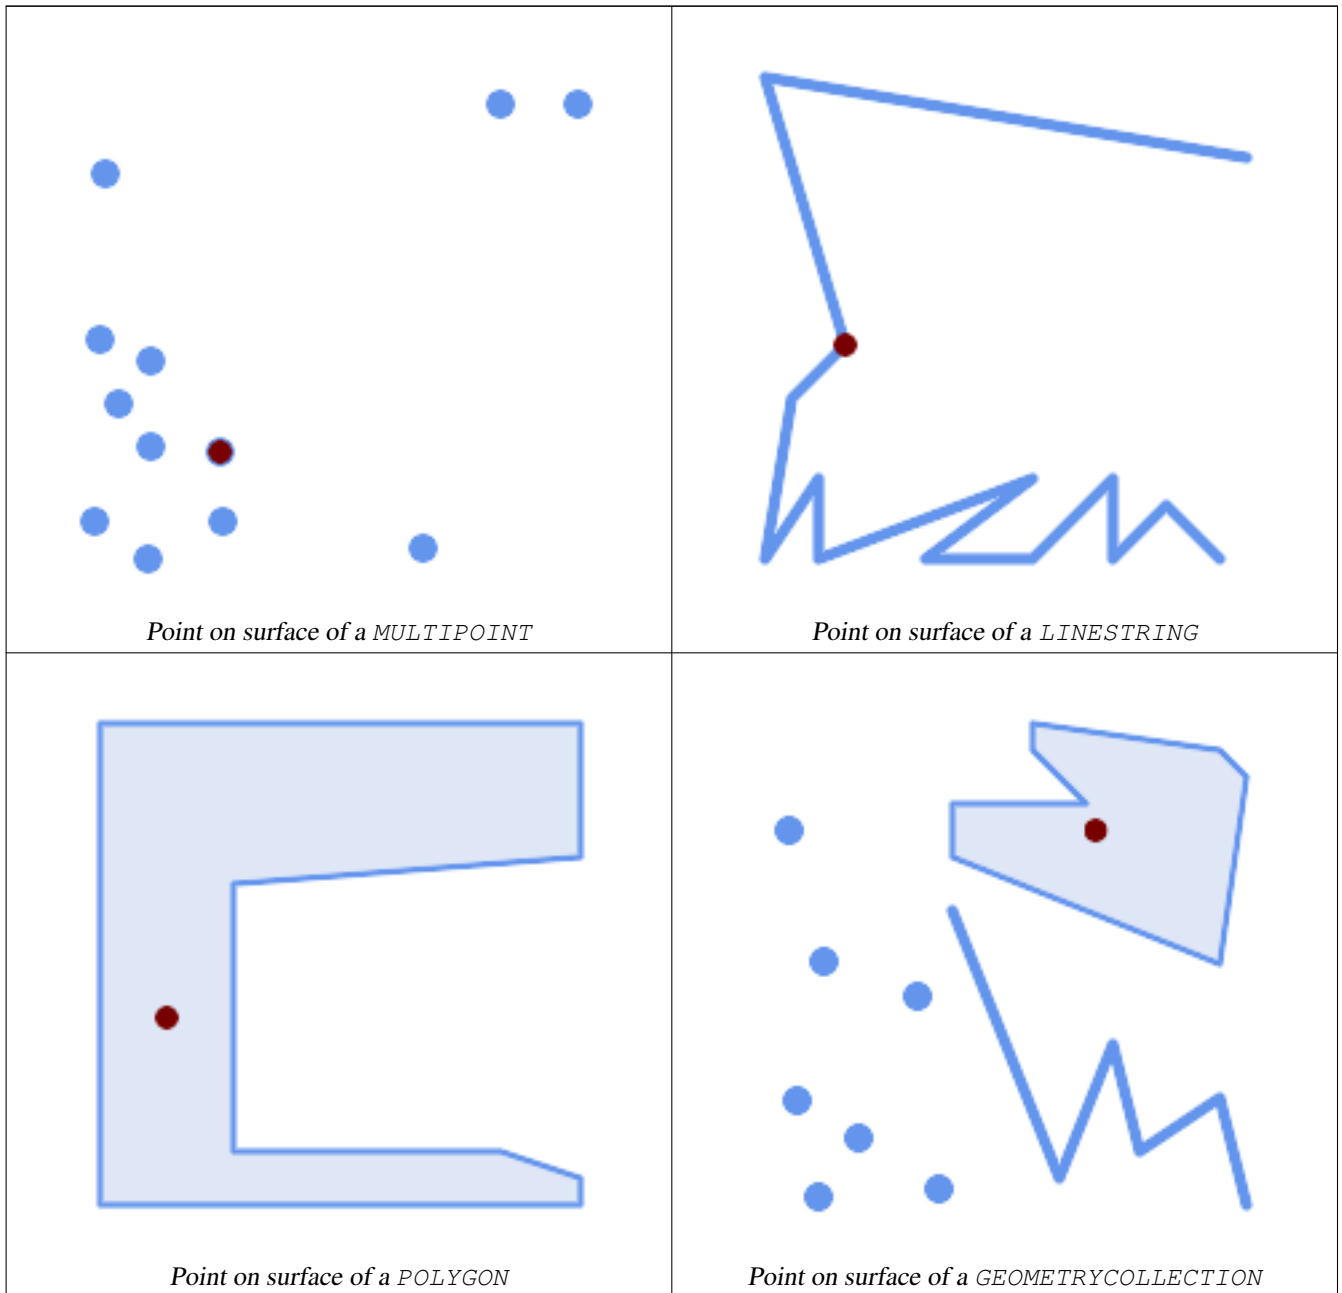 Point on surface of a MULTIPOINT
Point on surface of a LINESTRING
Point on surface of a POLYGON
Point on surface of a GEOMETRYCOLLECTION